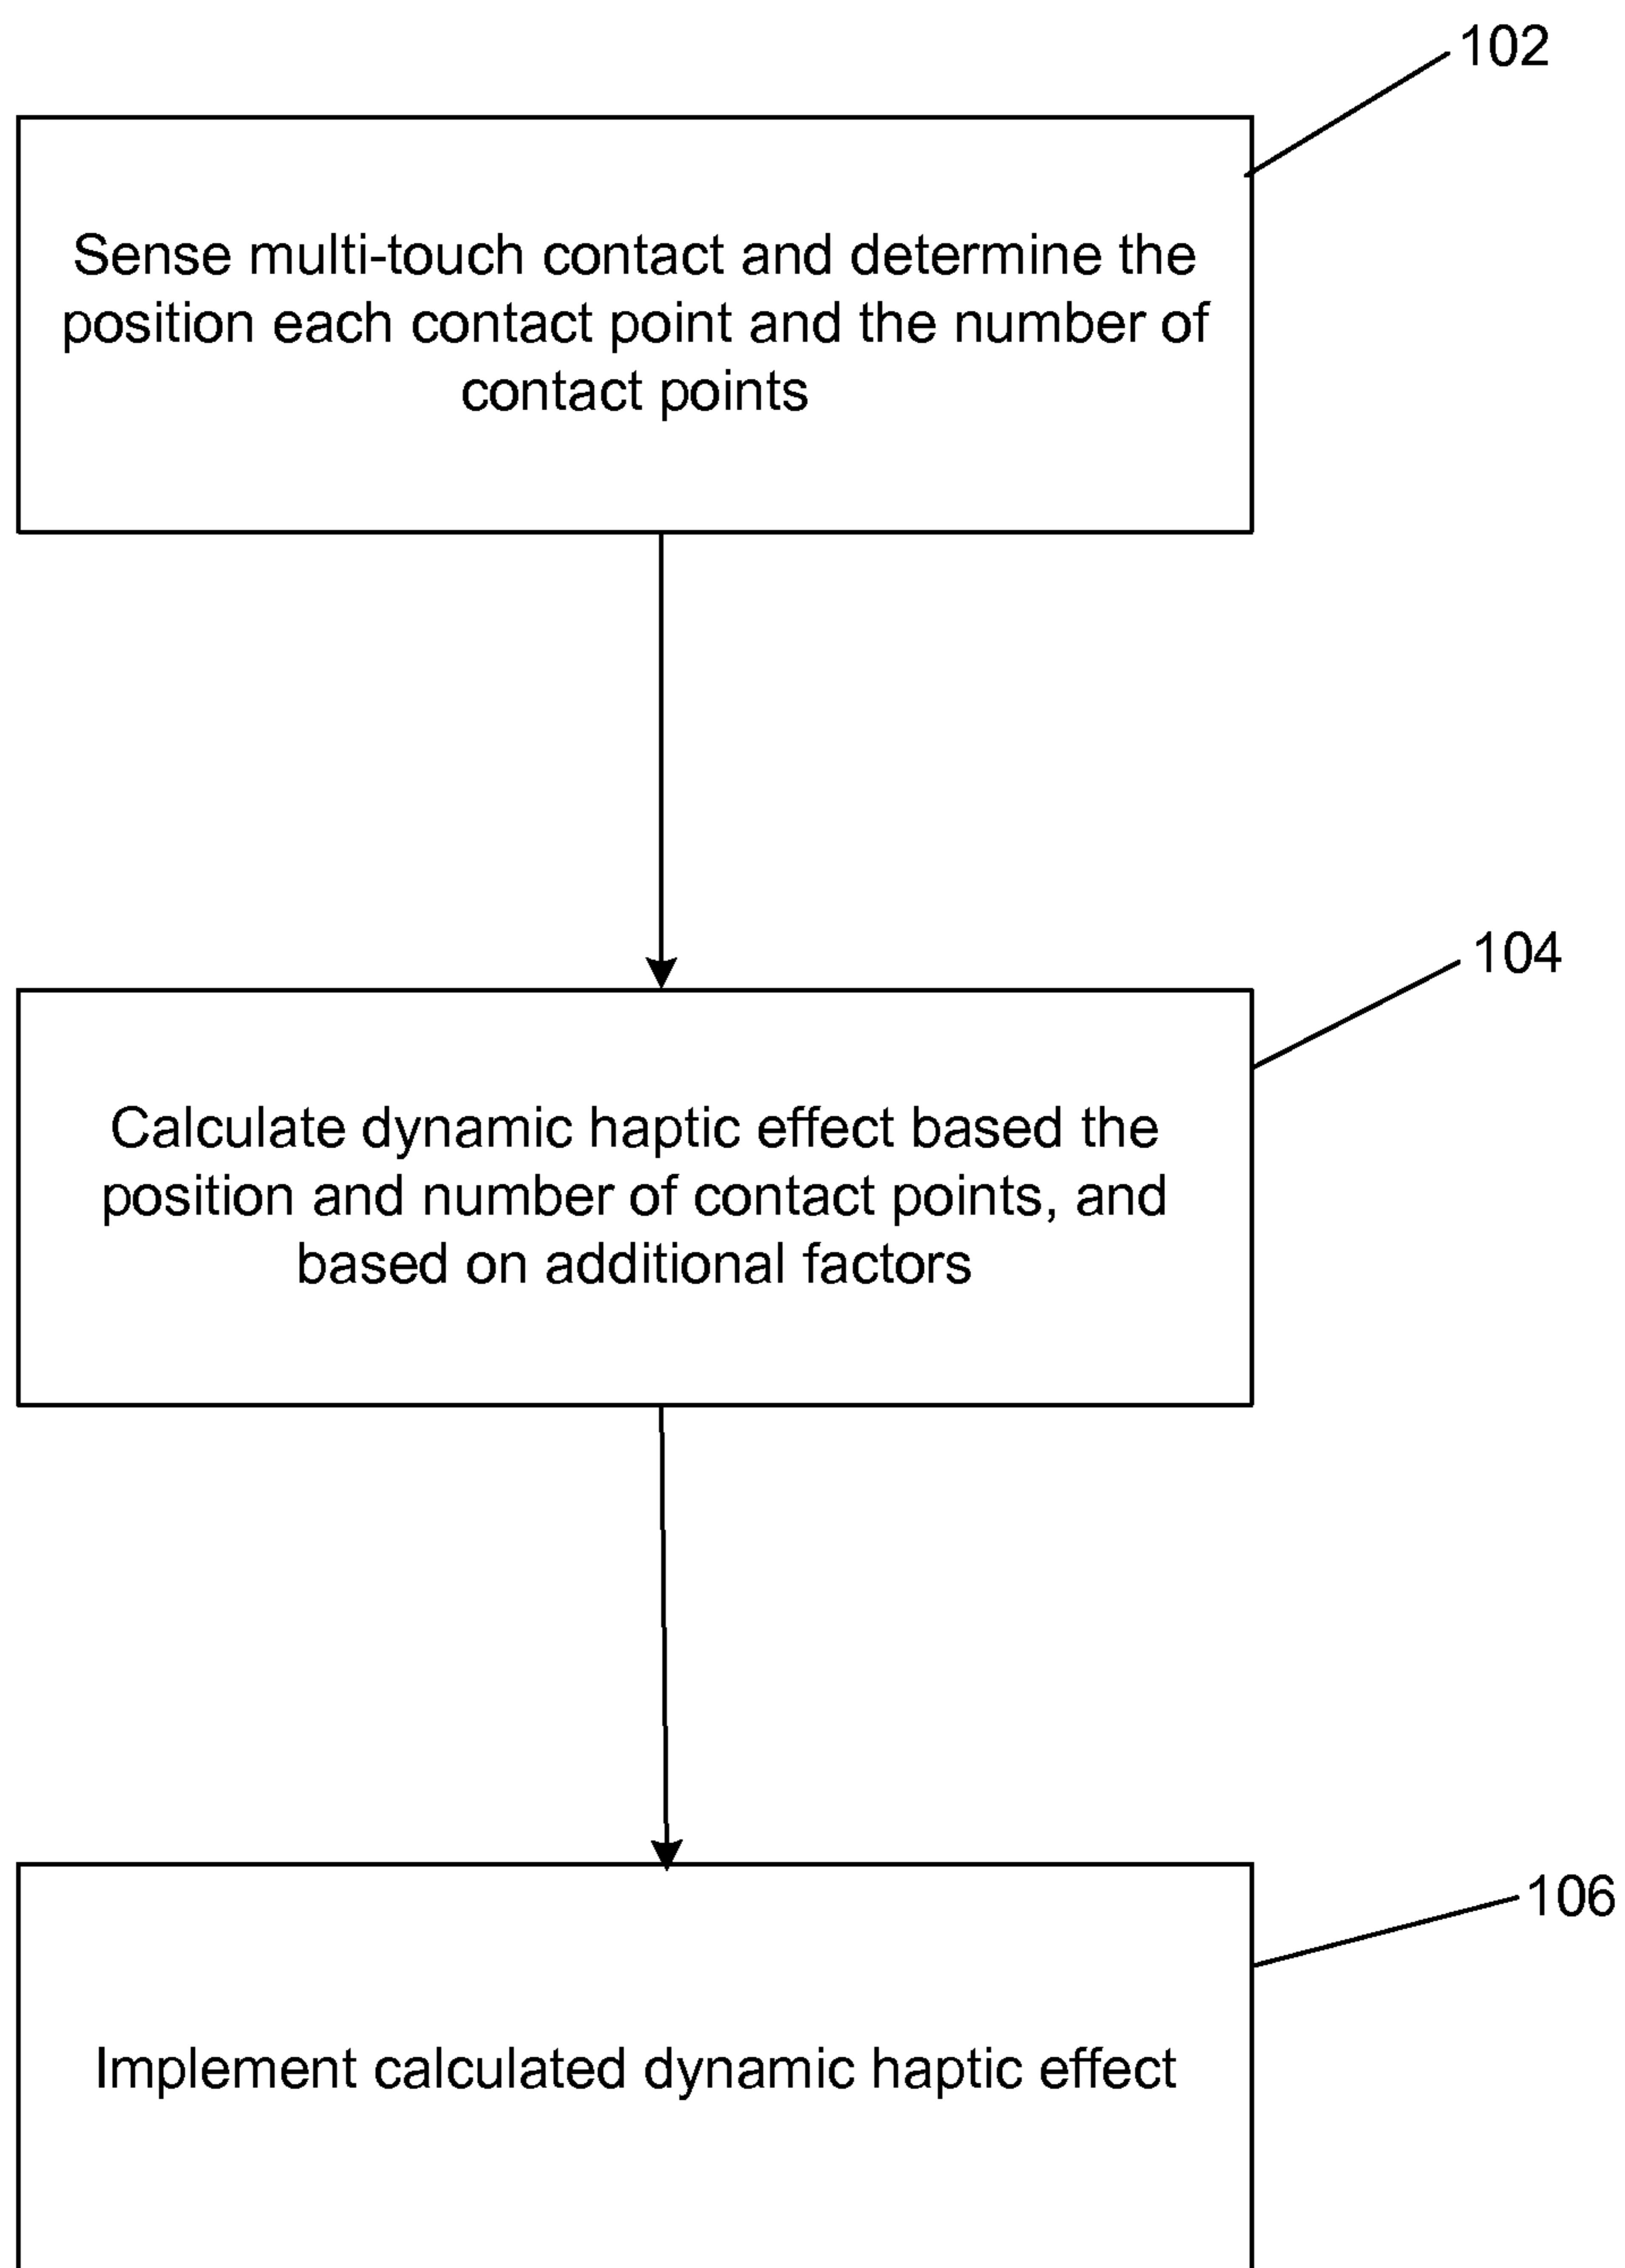 102
Sense multi-touch contact and determine the
position each contact point and the number of
contact points
104
Calculate dynamic haptic effect based the
position and number of contact points, and
based on additional factors
106
Implement calculated dynamic haptic effect